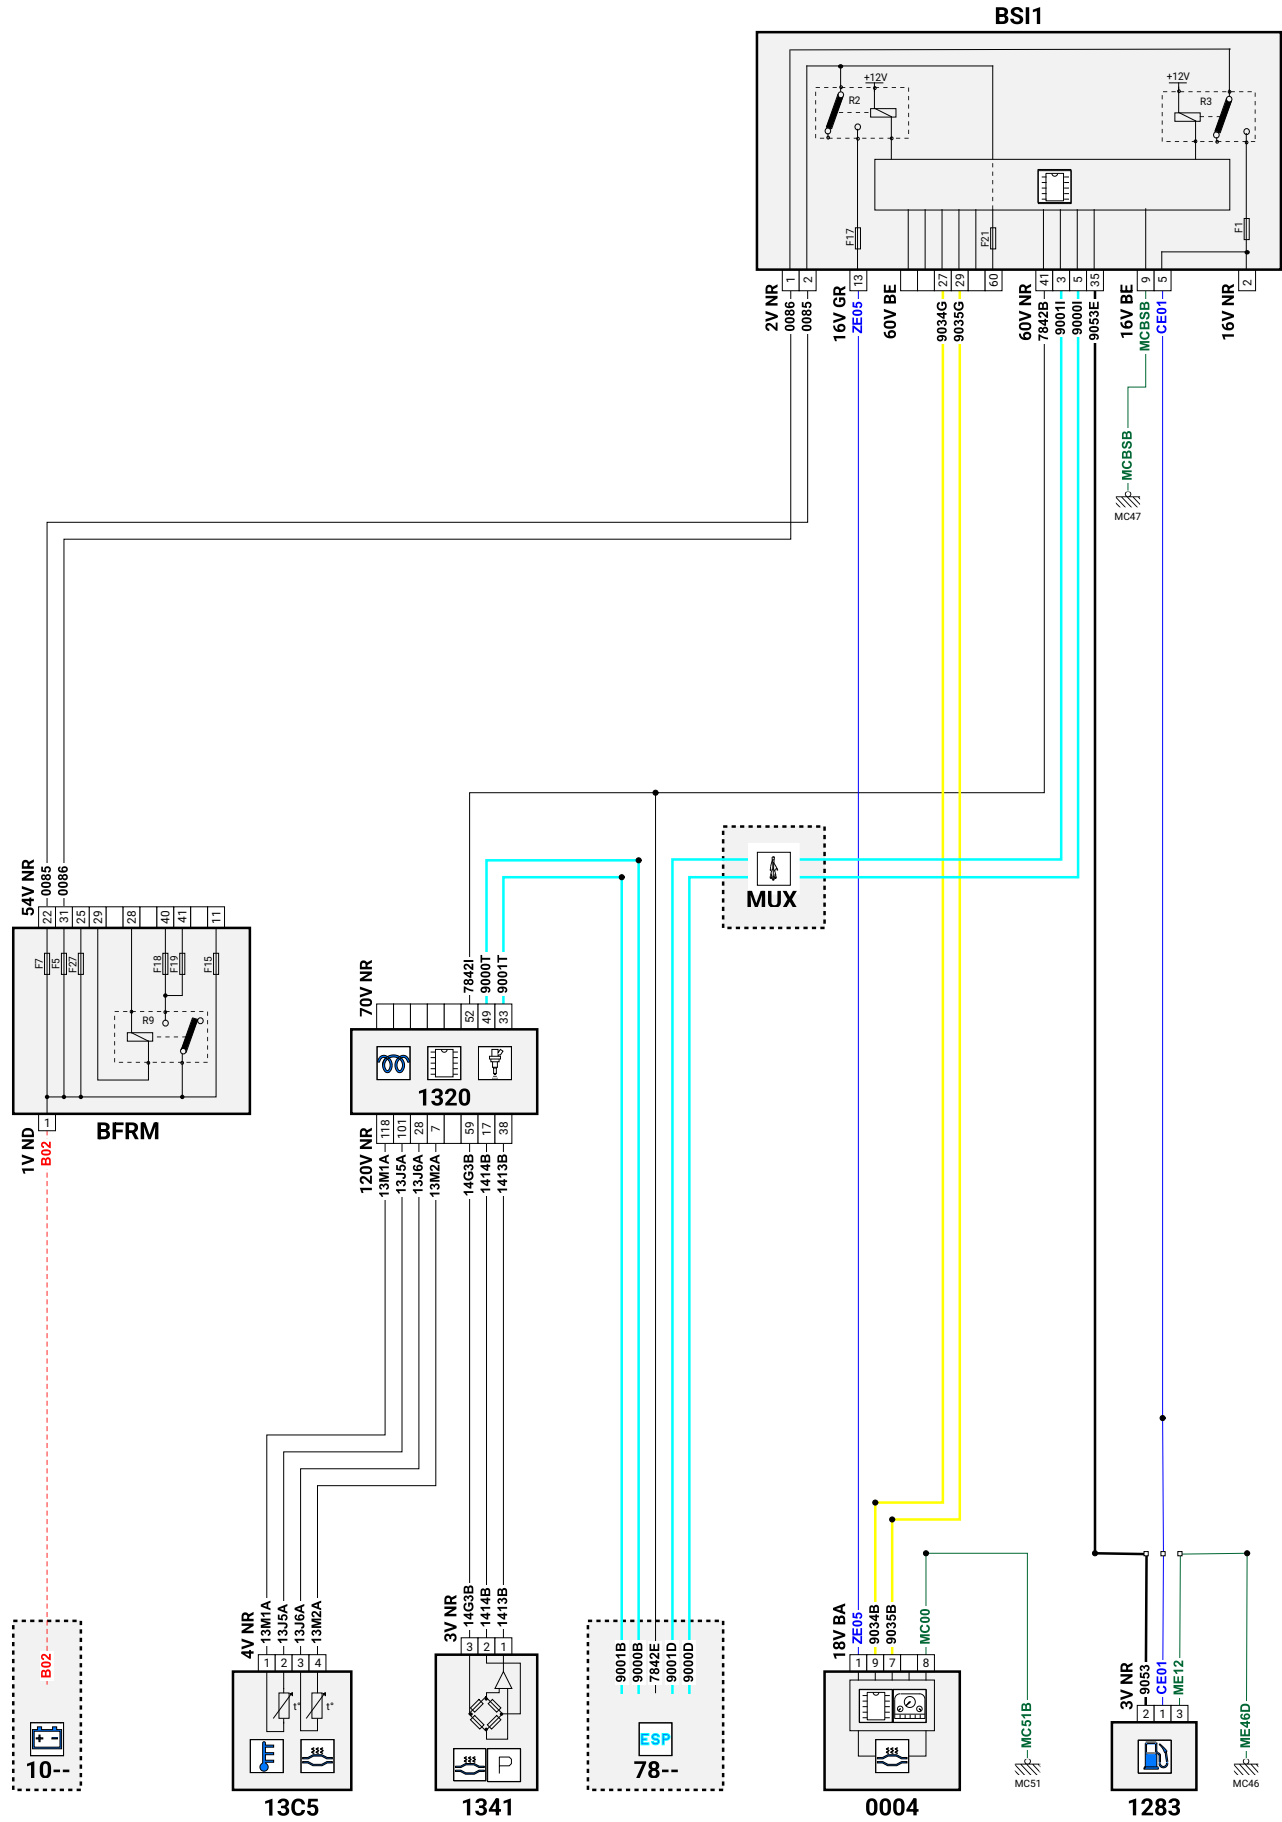 BSI1
+12V
R2
+12V
R3
F17
F21
F1
1
2
13
27
29
60
41
3
5
35
9
5
2
2V NR
0086
0085
16V GR
ZE05
60V BE
9034G
9035G
60V NR
7842B
9001I
9000I
9053E
16V BE
MCBSB
CE01
16V NR
MCBSB
MC47
MUX
54V NR
0085
0086
22
31
25
29
28
40
41
11
F7
F5
F27
F18
F19
F15
R9
1
BFRM
1V ND
B02
70V NR
7842I
9000T
9001T
52
49
33
1320
118
101
28
7
59
17
38
120V NR
13M1A
13J5A
13J6A
13M2A
14G3B
1414B
1413B
B02
10--
4V NR
13M1A
13J5A
13J6A
13M2A
1
2
3
4
t°
t°
13C5
3V NR
14G3B
1414B
1413B
3
2
1
P
1341
9001B
9000B
7842E
9001D
9000D
ESP
78--
18V BA
ZE05
9034B
9035B
MC00
1
9
7
8
0004
MC51B
MC51
3V NR
9053
CE01
ME12
2
1
3
1283
ME46D
MC46